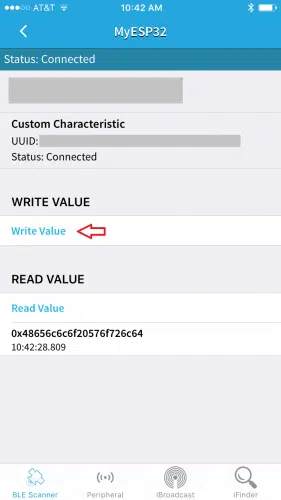 AT&T
10:42 AM
MyESP32
Status: Connected
Custom Characteristic
UUID:
Status: Connected
WRITE VALUE
Write Value
READ VALUE
Read Value
0x48656c6c6f20576f726c64
10:42:28.809
BLE Scanner
Peripheral
iBroadcast
iFinder